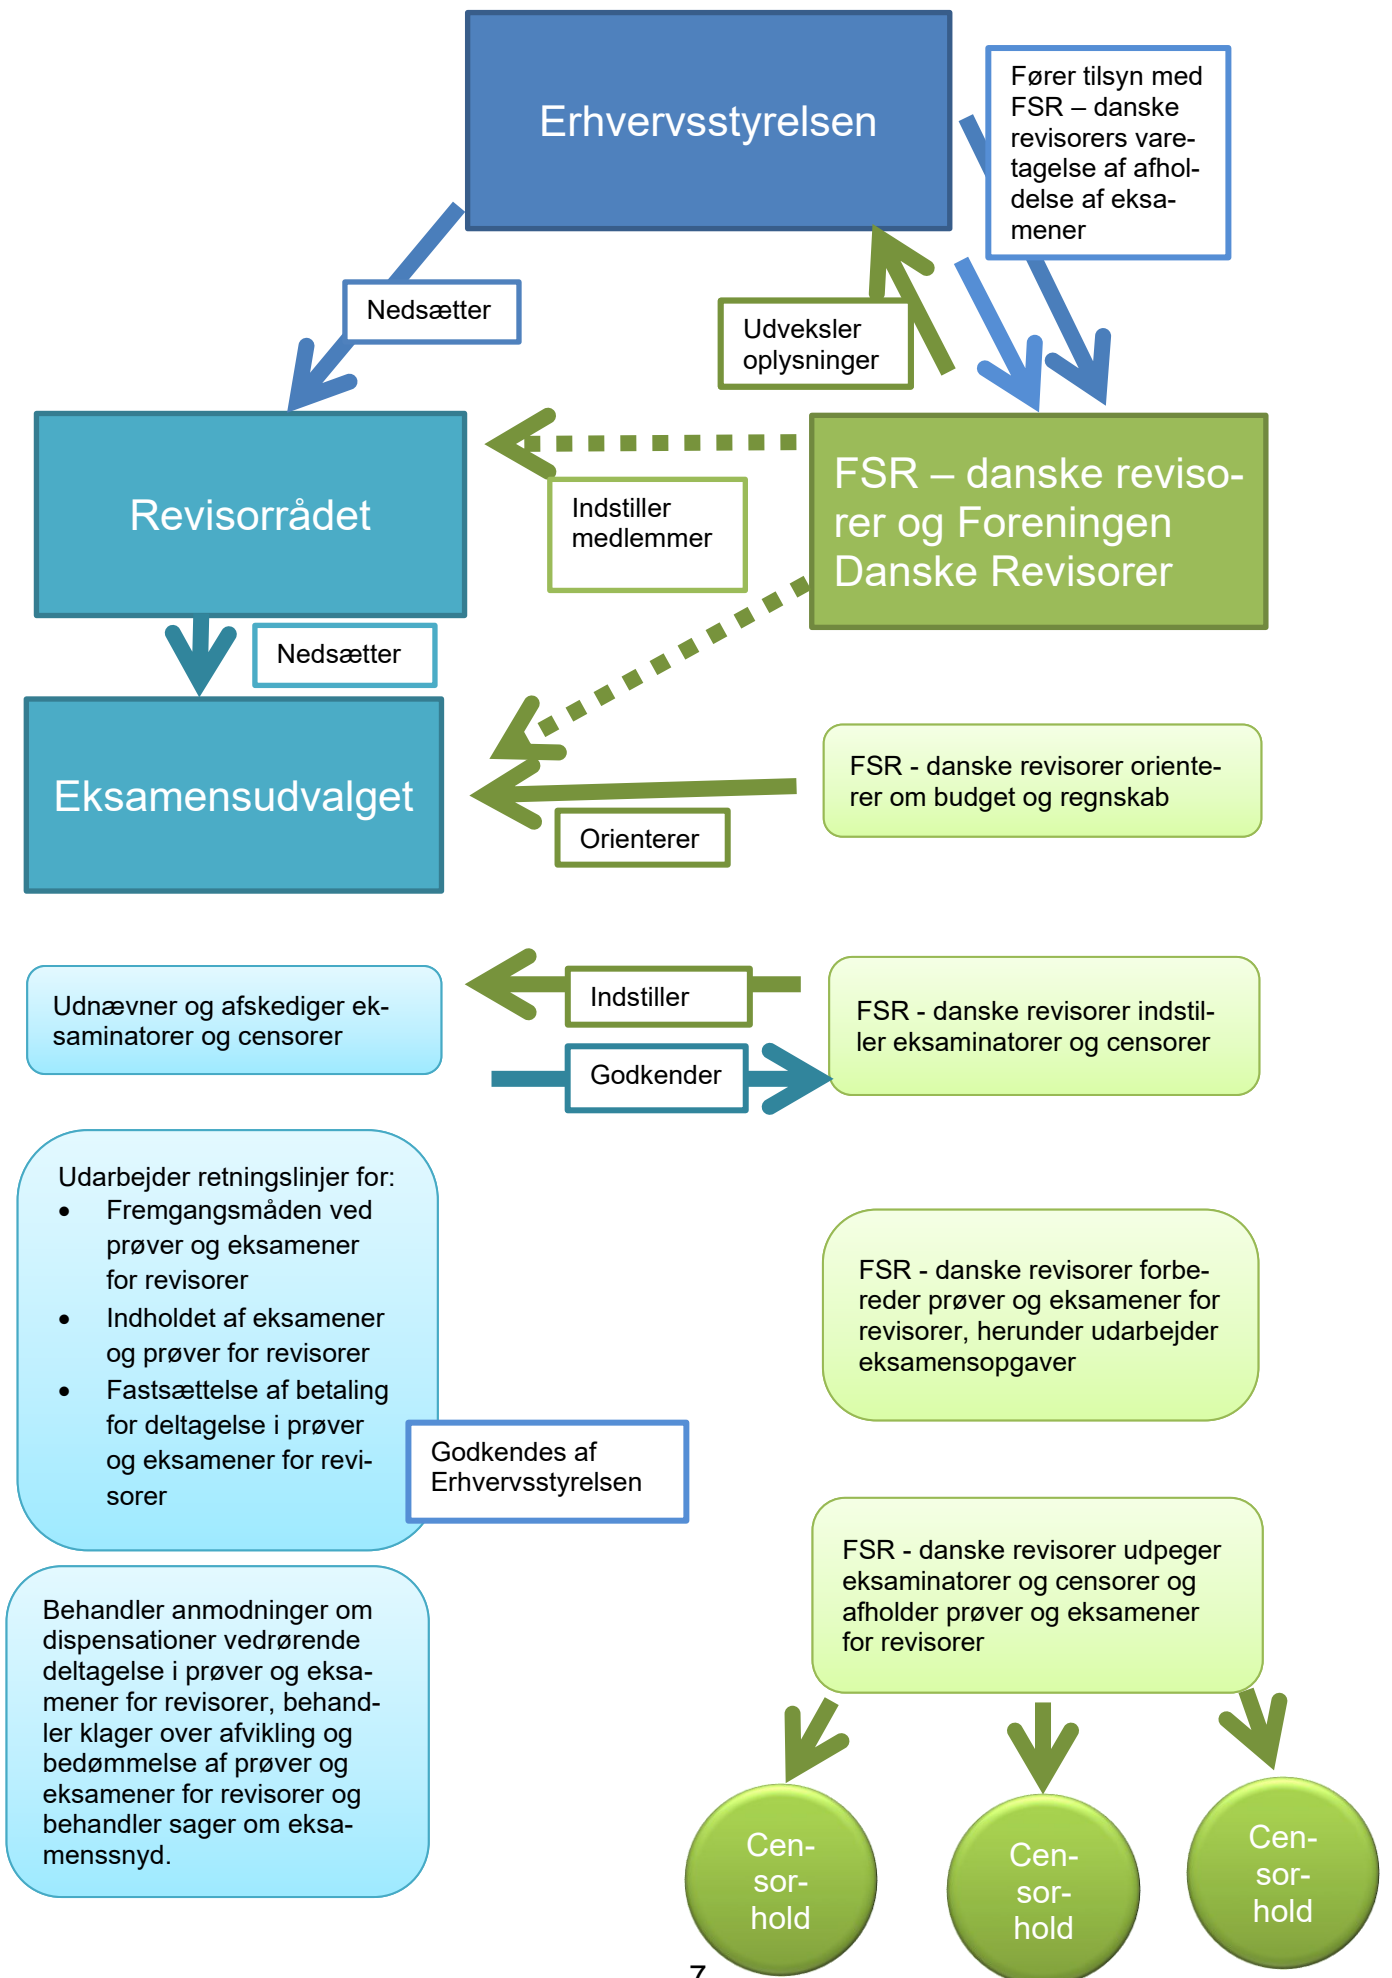 Erhvervsstyrelsen
Fører tilsyn med
FSR – danske
revisorers vare-
tagelse af afhol-
delse af eksa-
mener
Nedsætter
Udveksler
oplysninger
Revisorrådet
Indstiller
medlemmer
FSR – danske reviso-
rer og Foreningen
Danske Revisorer
Nedsætter
Eksamensudvalget
FSR - danske revisorer oriente-
rer om budget og regnskab
Orienterer
Udnævner og afskediger ek-
saminatorer og censorer
Indstiller
Godkender
FSR - danske revisorer indstil-
ler eksaminatorer og censorer
Udarbejder retningslinjer for:
• Fremgangsmåden ved
prøver og eksamener
for revisorer
• Indholdet af eksamener
og prøver for revisorer
• Fastsættelse af betaling
for deltagelse i prøver
og eksamener for revi-
sorer
Godkendes af
Erhvervsstyrelsen
FSR - danske revisorer forbe-
reder prøver og eksamener for
revisorer, herunder udarbejder
eksamensopgaver
FSR - danske revisorer udpeger
eksaminatorer og censorer og
afholder prøver og eksamener
for revisorer
Behandler anmodninger om
dispensationer vedrørende
deltagelse i prøver og eksa-
mener for revisorer, behand-
ler klager over afvikling og
bedømmelse af prøver og
eksamener for revisorer og
behandler sager om eksa-
menssnyd.
Cen-
sor-
hold
Cen-
sor-
hold
Cen-
sor-
hold
7